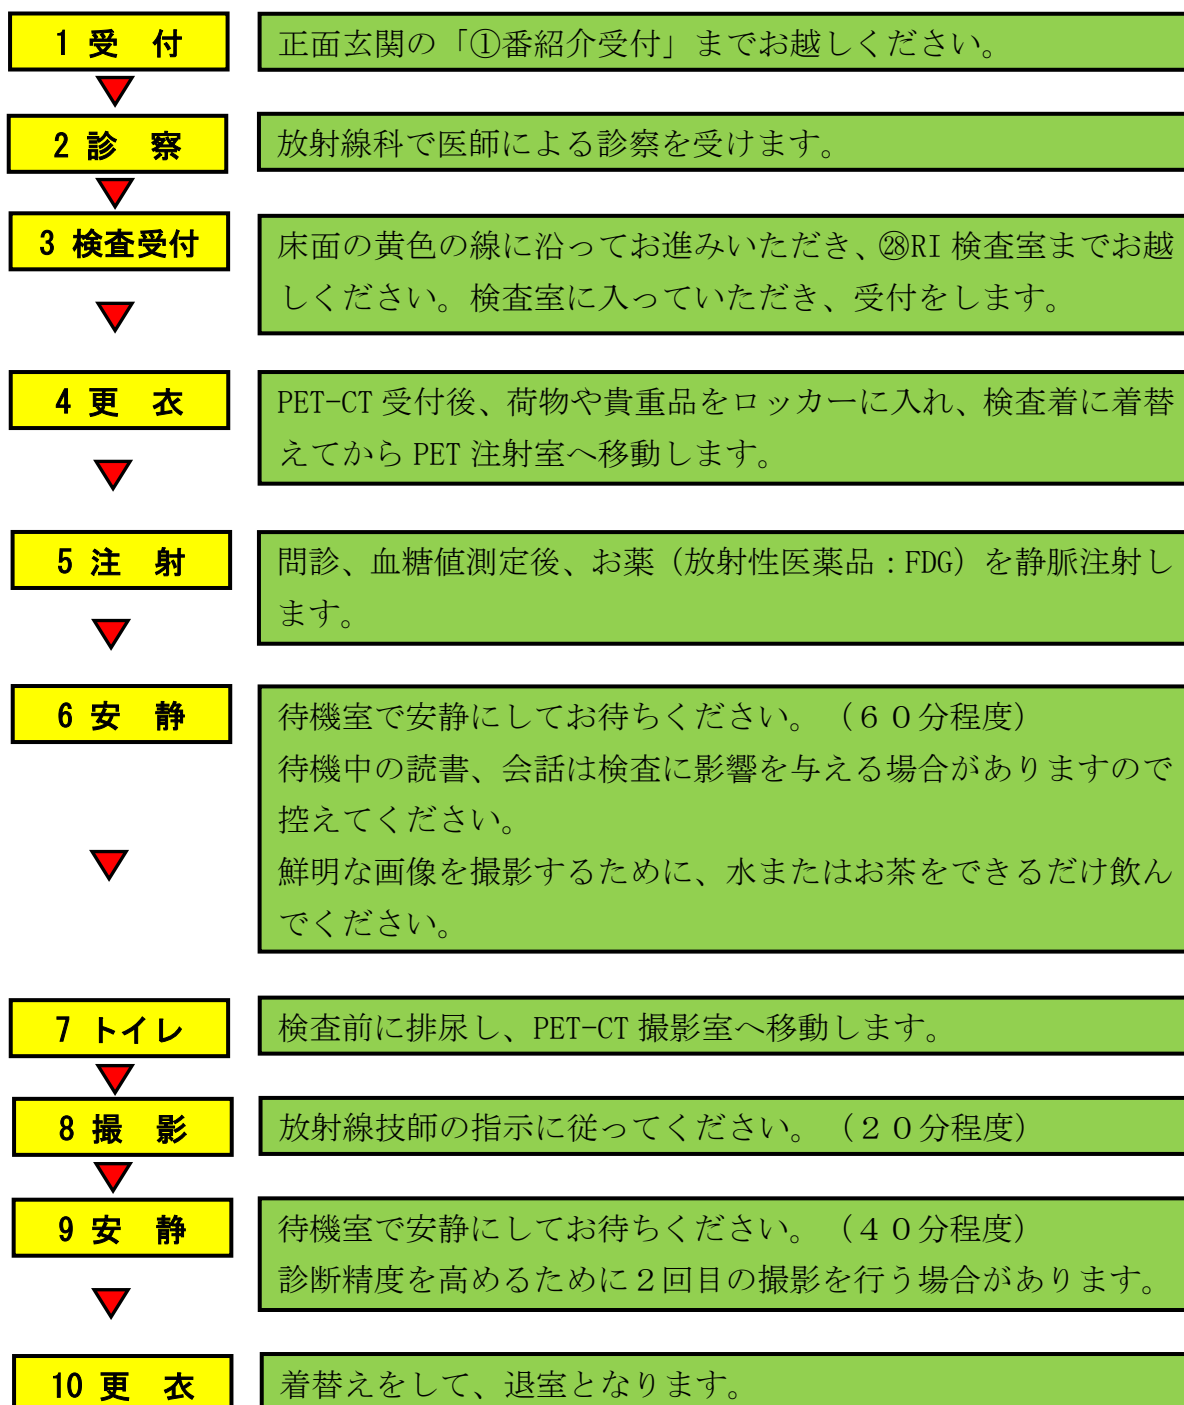 1 受　付
正面玄関の「①番紹介受付」までお越しください。
2 診　察
放射線科で医師による診察を受けます。
3 検査受付
床面の黄色の線に沿ってお進みいただき、㉘RI 検査室までお越
しください。検査室に入っていただき、受付をします。
4 更　衣
PET-CT 受付後、荷物や貴重品をロッカーに入れ、検査着に着替
えてから PET 注射室へ移動します。
5 注　射
問診、血糖値測定後、お薬（放射性医薬品：FDG）を静脈注射し
ます。
6 安　静
待機室で安静にしてお待ちください。（６０分程度）
待機中の読書、会話は検査に影響を与える場合がありますので
控えてください。
鮮明な画像を撮影するために、水またはお茶をできるだけ飲ん
でください。
7 トイレ
検査前に排尿し、PET-CT 撮影室へ移動します。
8 撮　影
放射線技師の指示に従ってください。（２０分程度）
9 安　静
待機室で安静にしてお待ちください。（４０分程度）
診断精度を高めるために２回目の撮影を行う場合があります。
10 更　衣
着替えをして、退室となります。